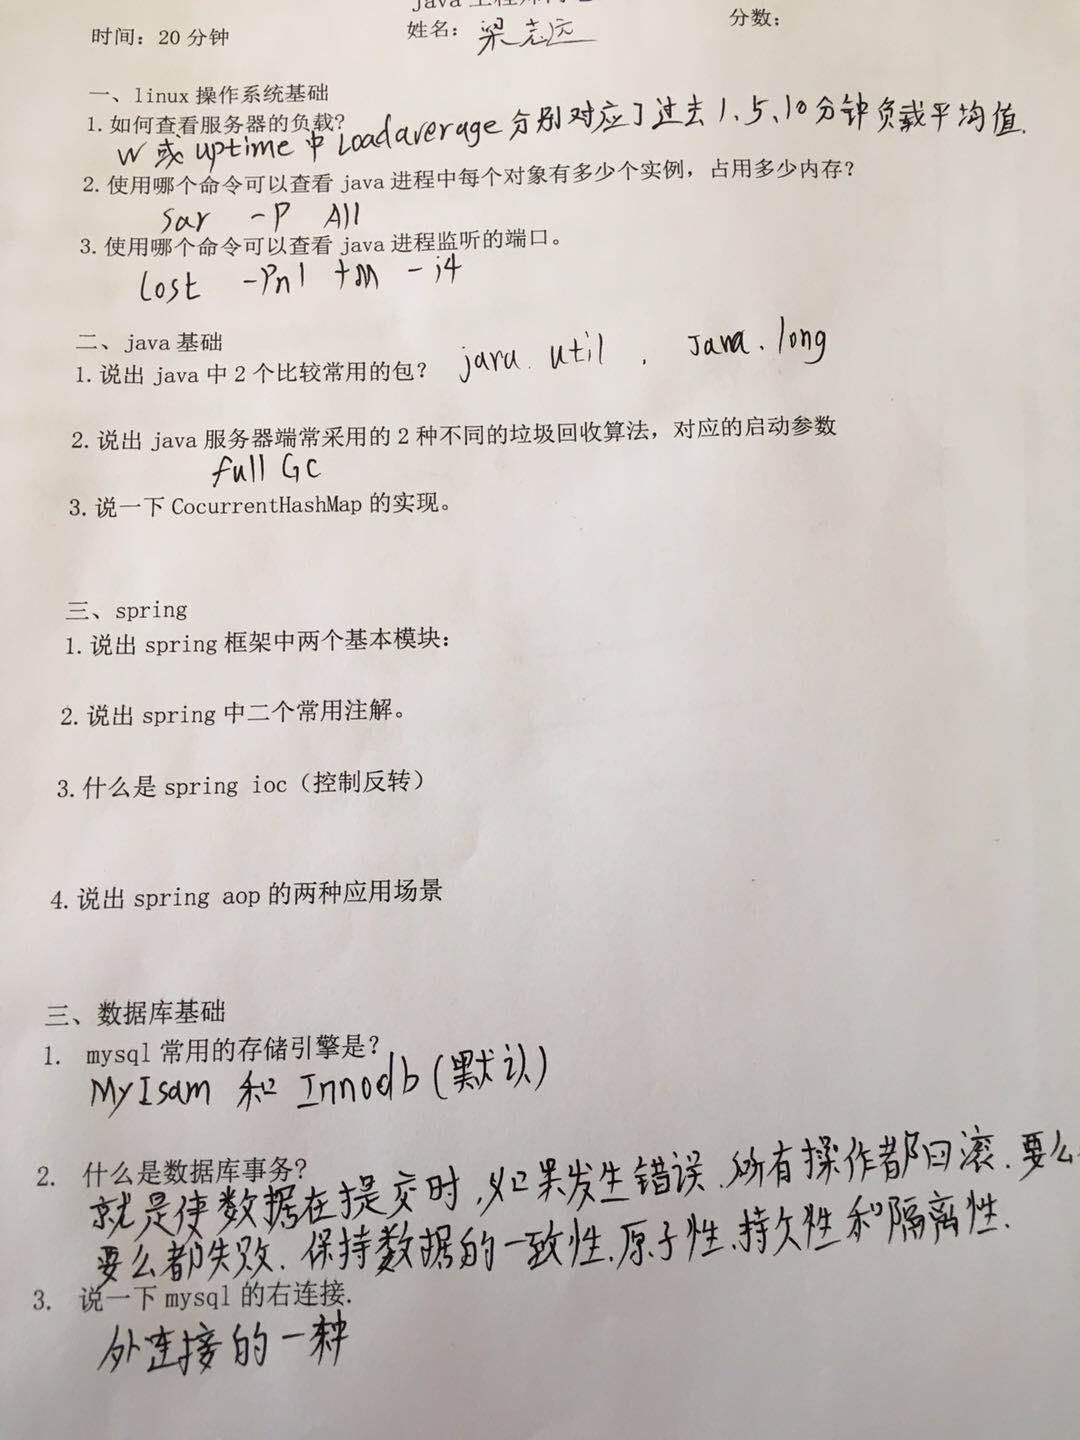 java 工程师
时间：20 分钟 姓名：梁志远 分数：
一、linux 操作系统基础
1. 如何查看服务器的负载？
W 或 uptime 中 Load average 分别对应了过去 1、5、10 分钟负载平均值.
2. 使用哪个命令可以查看 java 进程中每个对象有多少个实例，占用多少内存？
sar -P All
3. 使用哪个命令可以查看 java 进程监听的端口。
lost -Pnl +M -i4
二、java 基础
1. 说出 java 中 2 个比较常用的包？ java. util , Java. long
2. 说出 java 服务器端常采用的 2 种不同的垃圾回收算法，对应的启动参数
full GC
3. 说一下 CocurrentHashMap 的实现。
三、spring
1. 说出 spring 框架中两个基本模块：
2. 说出 spring 中二个常用注解。
3. 什么是 spring ioc（控制反转）
4. 说出 spring aop 的两种应用场景
三、数据库基础
1. mysql 常用的存储引擎是？
MyIsam 和 Innodb (默认)
2. 什么是数据库事务?
就是使数据在提交时,如果发生错误.所有操作都回滚.要么
要么都失败.保持数据的一致性.原子性、持久性和隔离性.
3. 说一下 mysql 的右连接.
外连接的一种